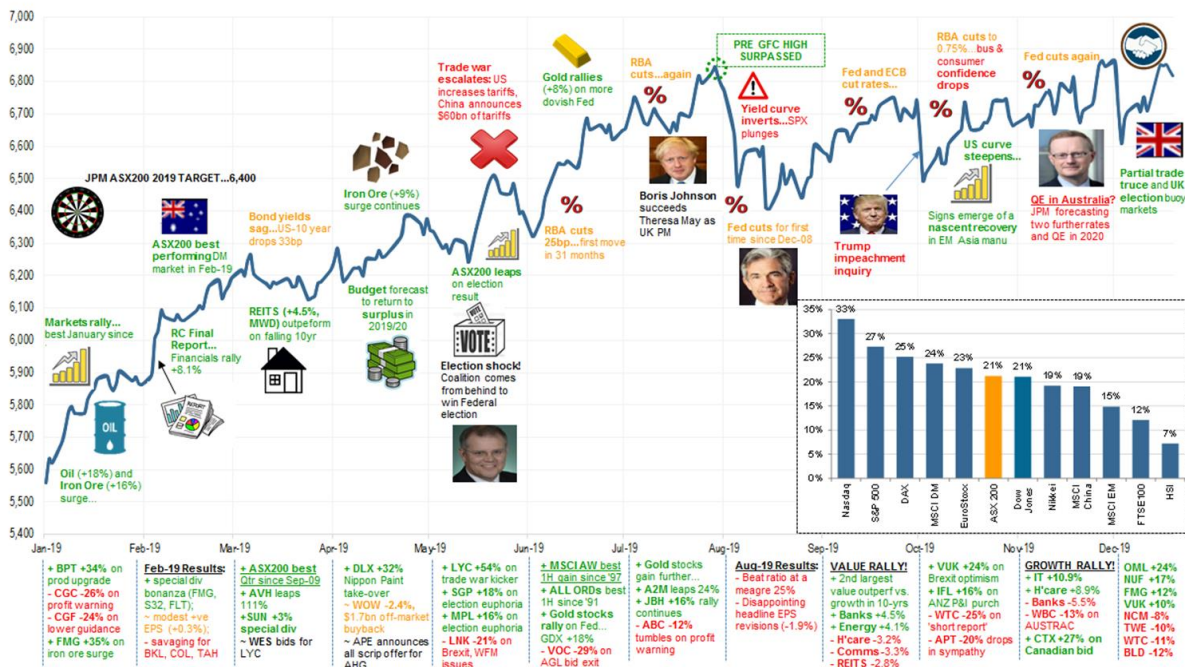 7,000
6,900
6,800
6,700
6,600
6,500
6,400
6,300
6,200
6,100
6,000
5,900
5,800
5,700
5,600
5,500
5,400
JPM ASX200 2019 TARGET...6,400
Markets rally...
best January since
OIL
Oil (+18%) and
Iron Ore (+16%)
surge...
ASX200 best
performing DM
market in Feb-19
RC Final
Report...
Financials rally
+8.1%
Bond yields
sag...US-10 year
drops 33bp
REITS (+4.5%,
MWD) outpeform
on falling 10yr
Iron Ore (+9%)
surge continues
Budget forecast
to return to
surplus in
2019/20
Trade war
escalates: US
increases tariffs,
China announces
$60bn of tariffs
ASX200 leaps
on election
result
VOTE
Election shock!
Coalition comes
from behind to
win Federal
election
Gold rallies
(+8%) on more
dovish Fed
%
RBA cuts
25bp...first move
in 31 months
RBA
cuts...again
%
Boris Johnson
succeeds
Theresa May as
UK PM
PRE GFC HIGH
SURPASSED
Yield curve
inverts...SPX
plunges
%
Fed cuts for first
time since Dec-08
Fed and ECB
cut rates...
%
Trump
impeachment
inquiry
RBA cuts to
0.75%...bus &
consumer
confidence
drops
%
US curve
steepens...
Signs emerge of a
nascent recovery
in EM Asia manu
Fed cuts again
%
QE in Australia?
JPM forecasting
two further rates
and QE in 2020
Partial trade
truce and UK
election buoy
markets
35%
30%
25%
20%
15%
10%
5%
0%
33%
27%
25%
24%
23%
21%
21%
19%
19%
15%
12%
7%
Nasdaq
S&P 500
DAX
MSCI DM
EuroStoxx
ASX 200
Dow Jones
Nikkei
MSCI China
MSCI EM
FTSE100
HSI
Jan-19
Feb-19
Mar-19
Apr-19
May-19
Jun-19
Jul-19
Aug-19
Sep-19
Oct-19
Nov-19
Dec-19
+ BPT +34% on
prod upgrade
- CGC -26% on
profit warning
- CGF -24% on
lower guidance
+ FMG +35% on
iron ore surge
Feb-19 Results:
+ special div
bonanza (FMG,
S32, FLT);
~ modest +ve
EPS (+0.3%);
- savaging for
BKL, COL, TAH
+ ASX200 best
Qtr since Sep-09
+ AVH leaps
111%
+SUN +3%
special div
~ WES bids for
LYC
+ DLX +32%
Nippon Paint
take-over
~ WOW -2.4%,
$1.7bn off-market
buyback
~ APE announces
all scrip offer for
AHG
+ LYC +54% on
trade war kicker
+ SGP +18% on
election euphoria
+ MPL +16% on
election euphoria
- LNK -21% on
Brexit, WFM
issues
+ MSCI AW best
1H gain since '97
+ ALL ORDs best
1H since '91
+ Gold stocks
rally on Fed...
GDX +18%
- VOC -29% on
AGL bid exit
+ Gold stocks
gain further...
+ A2M leaps 24%
+ JBH +16% rally
continues
- ABC -12%
tumbles on profit
warning
Aug-19 Results:
- Beat ratio at a
meagre 25%
- Disappointing
headline EPS
revisions (-1.9%)
VALUE RALLY!
+ 2nd largest
value outperf vs.
growth in 10-yrs
+ Banks +4.5%
+ Energy +4.1%
- H'care -3.2%
- Comms -3.3%
- REITS -2.8%
+ VUK +24% on
Brexit optimism
+ IFL +16% on
ANZ P&I purch
- WTC -25% on
'short report'
- APT -20% drops
in sympathy
GROWTH RALLY!
+ IT +10.9%
+ H'care +8.9%
- Banks -5.5%
- WBC -13% on
AUSTRAC
+ CTX +27% on
Canadian bid
OML +24%
NUF +17%
FMG +12%
VUK +10%
NCM -8%
TWE -10%
WTC -11%
BLD -12%